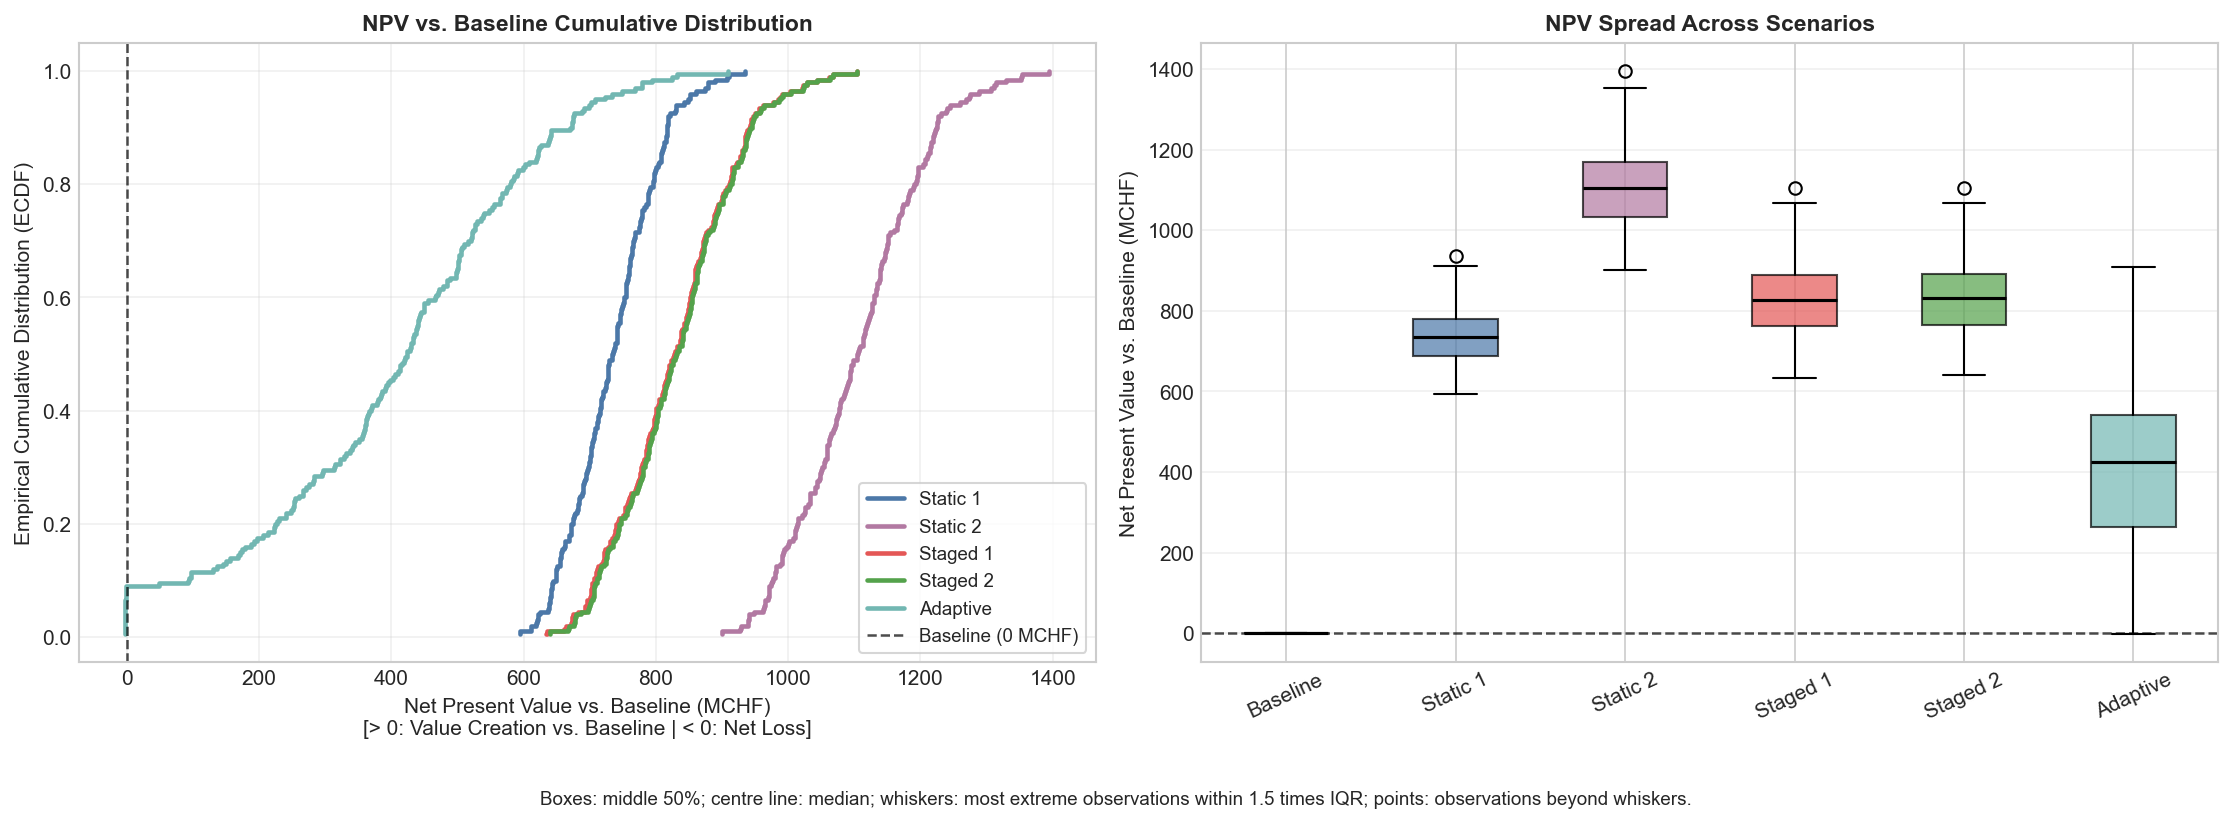 NPV vs. Baseline Cumulative Distribution
Empirical Cumulative Distribution (ECDF)
1.0
0.8
0.6
0.4
0.2
0.0
0 200 400 600 800 1000 1200 1400
Net Present Value vs. Baseline (MCHF)
[> 0: Value Creation vs. Baseline | < 0: Net Loss]
Static 1
Static 2
Staged 1
Staged 2
Adaptive
Baseline (0 MCHF)
NPV Spread Across Scenarios
Net Present Value vs. Baseline (MCHF)
1400
1200
1000
800
600
400
200
0
Baseline Static 1 Static 2 Staged 1 Staged 2 Adaptive
Boxes: middle 50%; centre line: median; whiskers: most extreme observations within 1.5 times IQR; points: observations beyond whiskers.